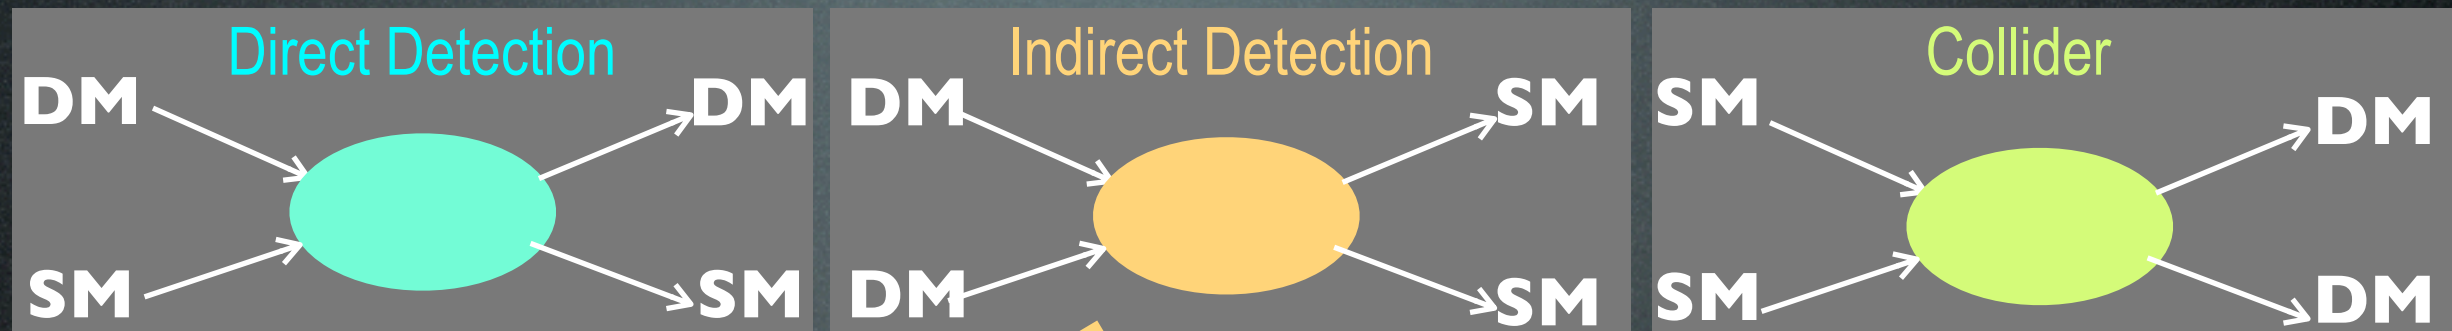 Direct Detection
DM DM
SM SM
Indirect Detection
DM SM
DM SM
Collider
SM DM
SM DM